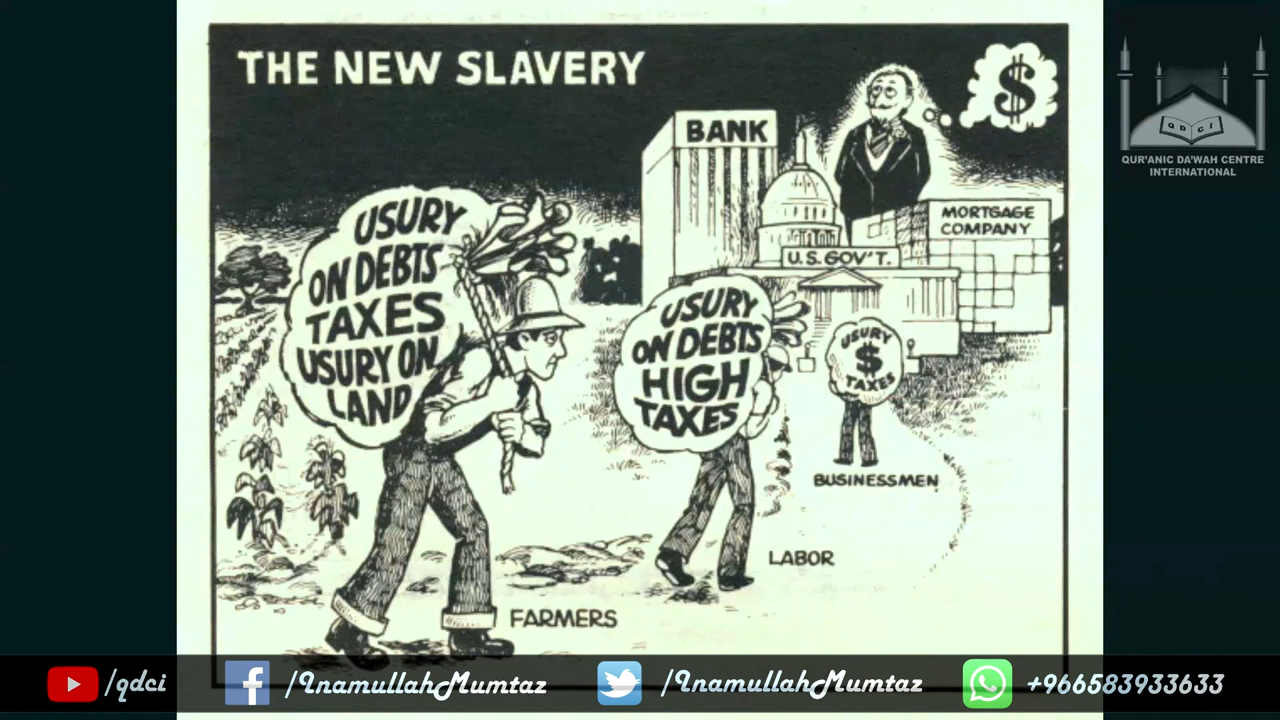 THE NEW SLAVERY
$
BANK
MORTGAGE
COMPANY
U.S. GOV'T.
USURY
ON DEBTS
TAXES
USURY ON
LAND
USURY
ON DEBTS
HIGH
TAXES
USURY
$
TAXES
BUSINESSMEN
LABOR
FARMERS
QDCI
QUR'ANIC DA'WAH CENTRE
INTERNATIONAL
/qdci
/InamullahMumtaz
/InamullahMumtaz
+966583933633